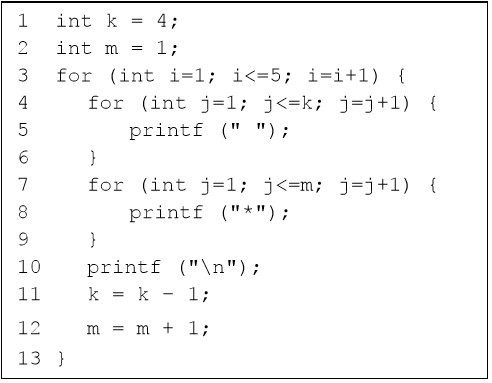 1 int k = 4;
2 int m = 1;
3 for (int i=1; i<=5; i=i+1) {
4 for (int j=1; j<=k; j=j+1) {
5 printf (" ");
6 }
7 for (int j=1; j<=m; j=j+1) {
8 printf ("*");
9 }
10 printf ("\n");
11 k = k - 1;
12 m = m + 1;
13 }